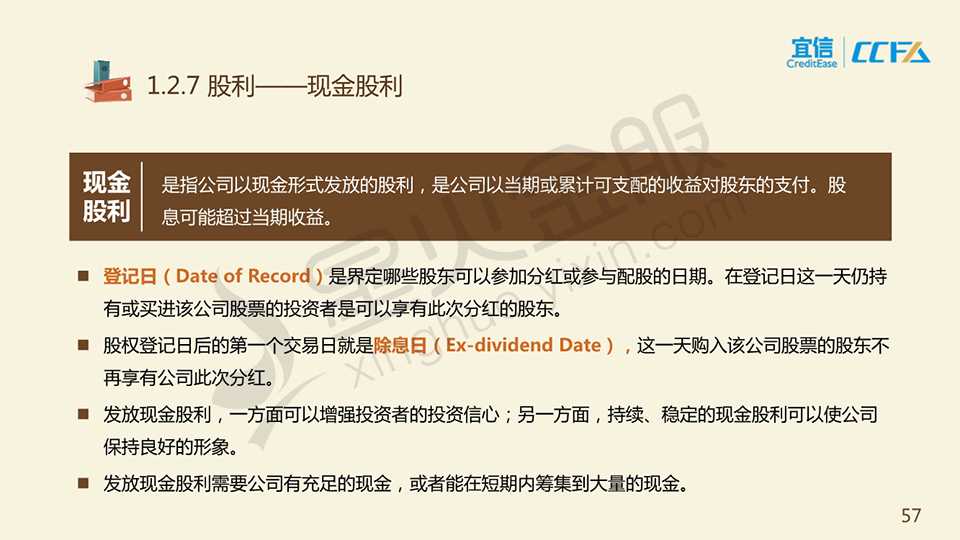 宜信
CreditEase
CCFA
1.2.7 股利——现金股利
现金
股利
是指公司以现金形式发放的股利，是公司以当期或累计可支配的收益对股东的支付。股
息可能超过当期收益。
■ 登记日（Date of Record）是界定哪些股东可以参加分红或参与配股的日期。在登记日这一天仍持
有或买进该公司股票的投资者是可以享有此次分红的股东。
■ 股权登记日后的第一个交易日就是除息日（Ex-dividend Date），这一天购入该公司股票的股东不
再享有公司此次分红。
■ 发放现金股利，一方面可以增强投资者的投资信心；另一方面，持续、稳定的现金股利可以使公司
保持良好的形象。
■ 发放现金股利需要公司有充足的现金，或者能在短期内筹集到大量的现金。
星火金服
xinghuo.yixin.com
57